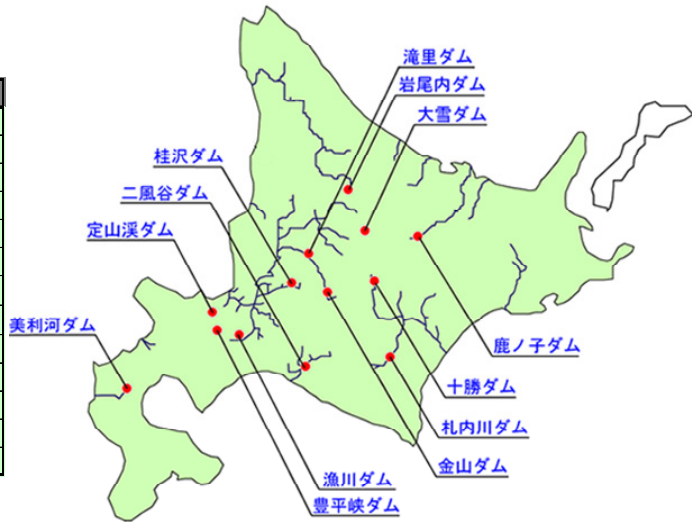 滝里ダム
岩尾内ダム
大雪ダム
桂沢ダム
二風谷ダム
定山渓ダム
美利河ダム
鹿ノ子ダム
十勝ダム
札内川ダム
金山ダム
漁川ダム
豊平峡ダム